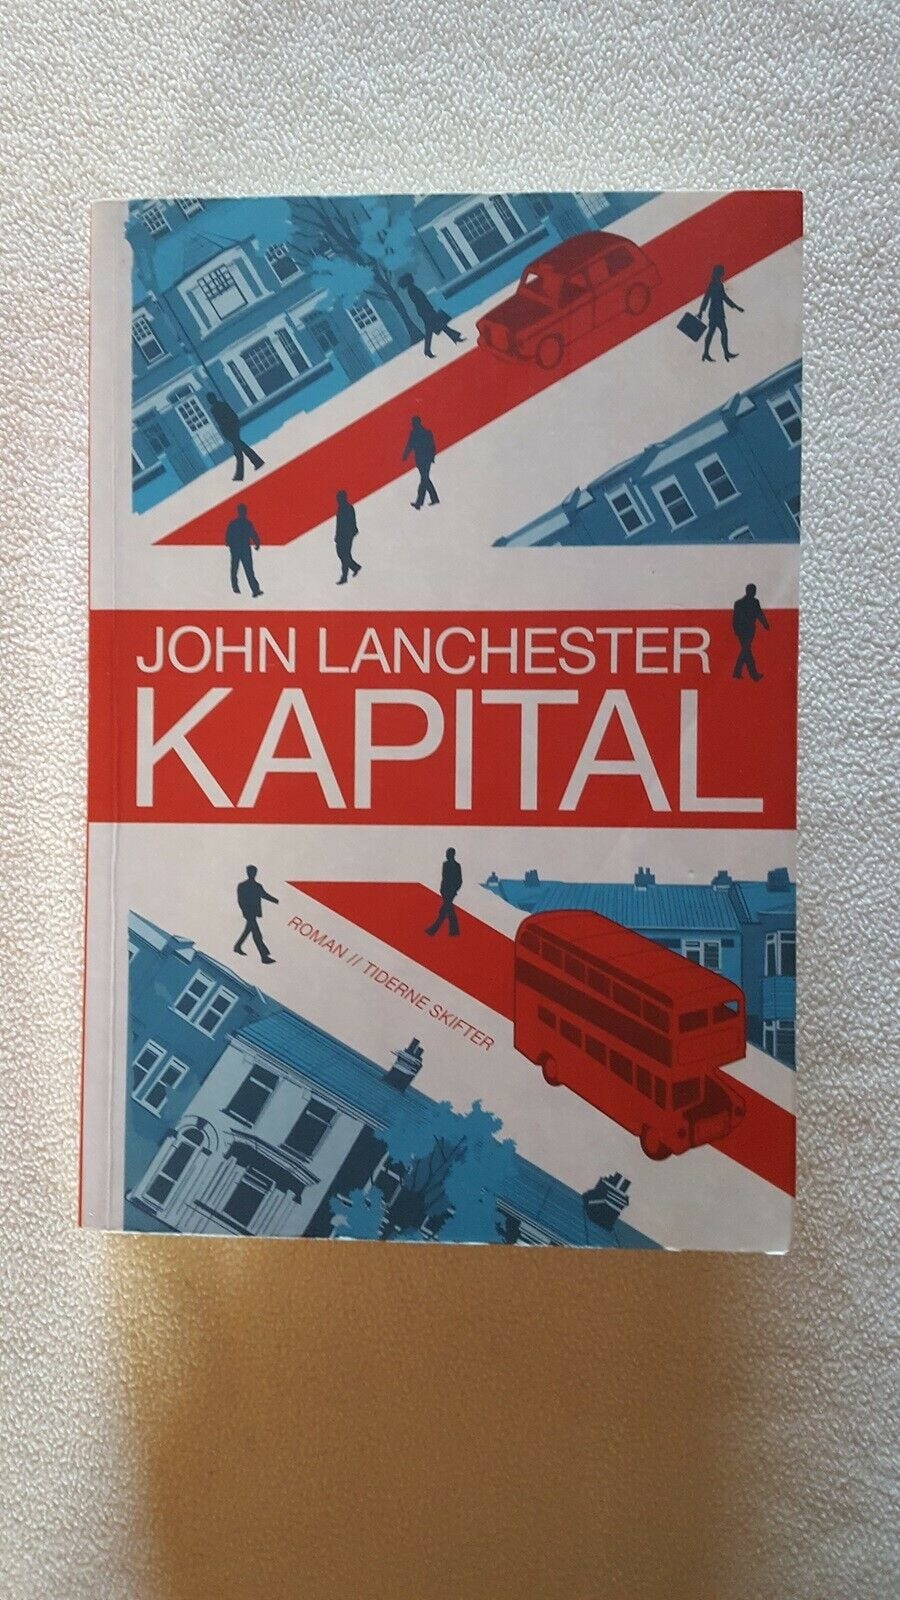 JOHN LANCHESTER
KAPITAL
ROMAN // TIDERNE SKIFTER